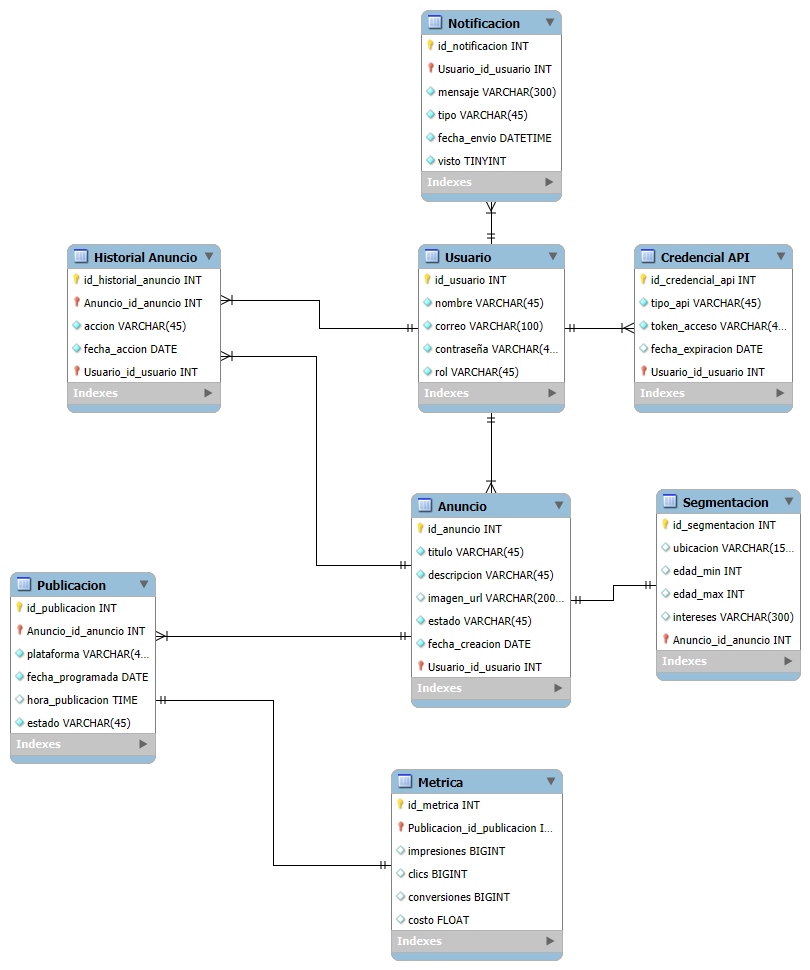 Notificacion
id_notificacion INT
Usuario_id_usuario INT
mensaje VARCHAR(300)
tipo VARCHAR(45)
fecha_envio DATETIME
visto TINYINT
Indexes
Historial Anuncio
id_historial_anuncio INT
Anuncio_id_anuncio INT
accion VARCHAR(45)
fecha_accion DATE
Usuario_id_usuario INT
Indexes
Usuario
id_usuario INT
nombre VARCHAR(45)
correo VARCHAR(100)
contraseña VARCHAR(4...
rol VARCHAR(45)
Indexes
Credencial API
id_credencial_api INT
tipo_api VARCHAR(45)
token_acceso VARCHAR(4...
fecha_expiracion DATE
Usuario_id_usuario INT
Indexes
Anuncio
id_anuncio INT
titulo VARCHAR(45)
descripcion VARCHAR(45)
imagen_url VARCHAR(200...
estado VARCHAR(45)
fecha_creacion DATE
Usuario_id_usuario INT
Indexes
Segmentacion
id_segmentacion INT
ubicacion VARCHAR(15...
edad_min INT
edad_max INT
intereses VARCHAR(300)
Anuncio_id_anuncio INT
Indexes
Publicacion
id_publicacion INT
Anuncio_id_anuncio INT
plataforma VARCHAR(4...
fecha_programada DATE
hora_publicacion TIME
estado VARCHAR(45)
Indexes
Metrica
id_metrica INT
Publicacion_id_publicacion I...
impresiones BIGINT
clics BIGINT
conversiones BIGINT
costo FLOAT
Indexes